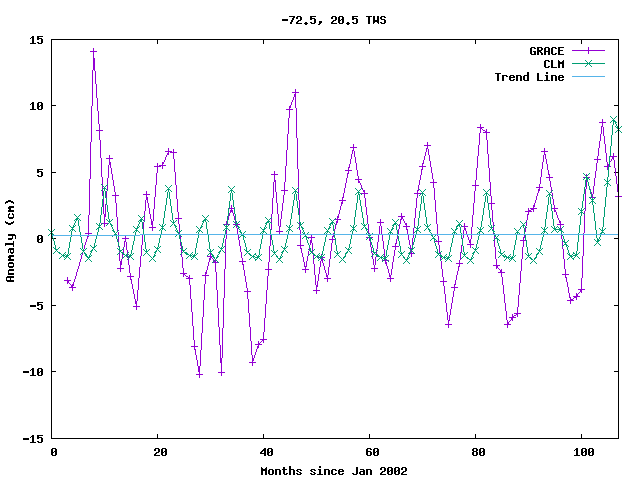 -72.5, 20.5 TWS
GRACE
CLM
Trend Line
15
10
5
0
-5
-10
-15
Anomaly (cm)
0 20 40 60 80 100
Months since Jan 2002